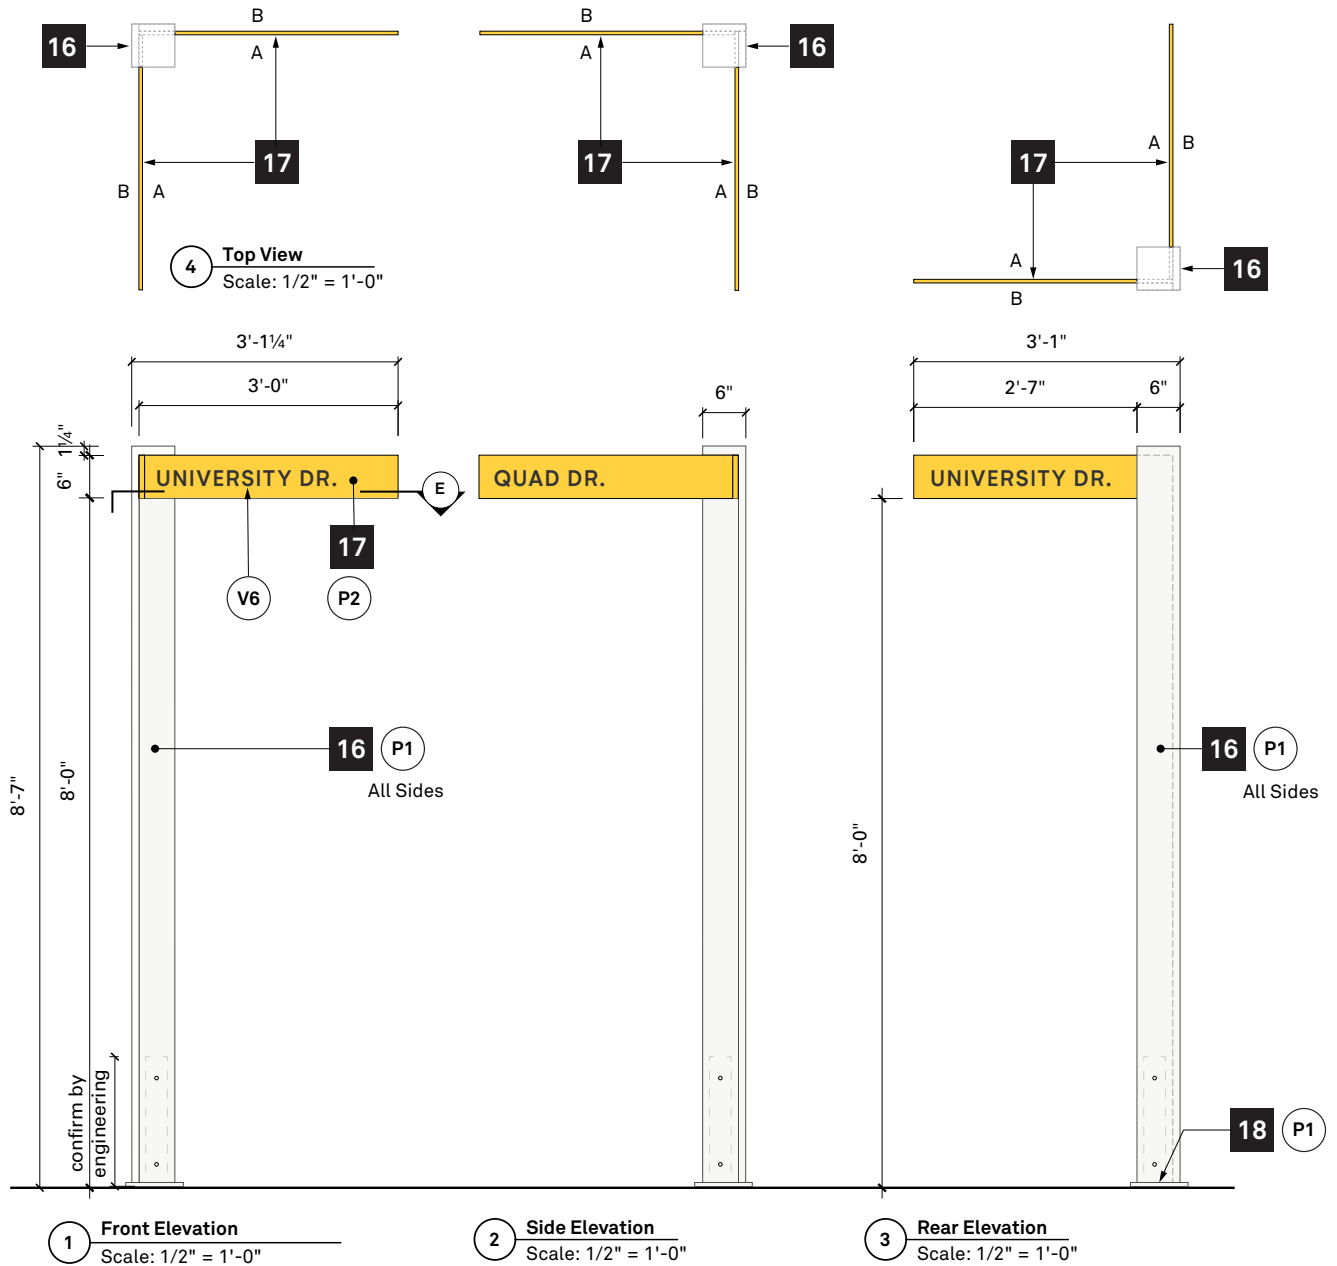 B
16
A
17
B A
4
Top View
Scale: 1/2" = 1'-0"
B
16
A
17
A B
17
A B
A
16
B
3'-1¼"
3'-0"
6"
3'-1"
2'-7" 6"
1¼"
6"
8'-7"
8'-0"
UNIVERSITY DR.
E
QUAD DR.
UNIVERSITY DR.
17
V6
P2
16 P1
All Sides
16 P1
All Sides
8'-0"
confirm by
engineering
18 P1
1
Front Elevation
Scale: 1/2" = 1'-0"
2
Side Elevation
Scale: 1/2" = 1'-0"
3
Rear Elevation
Scale: 1/2" = 1'-0"